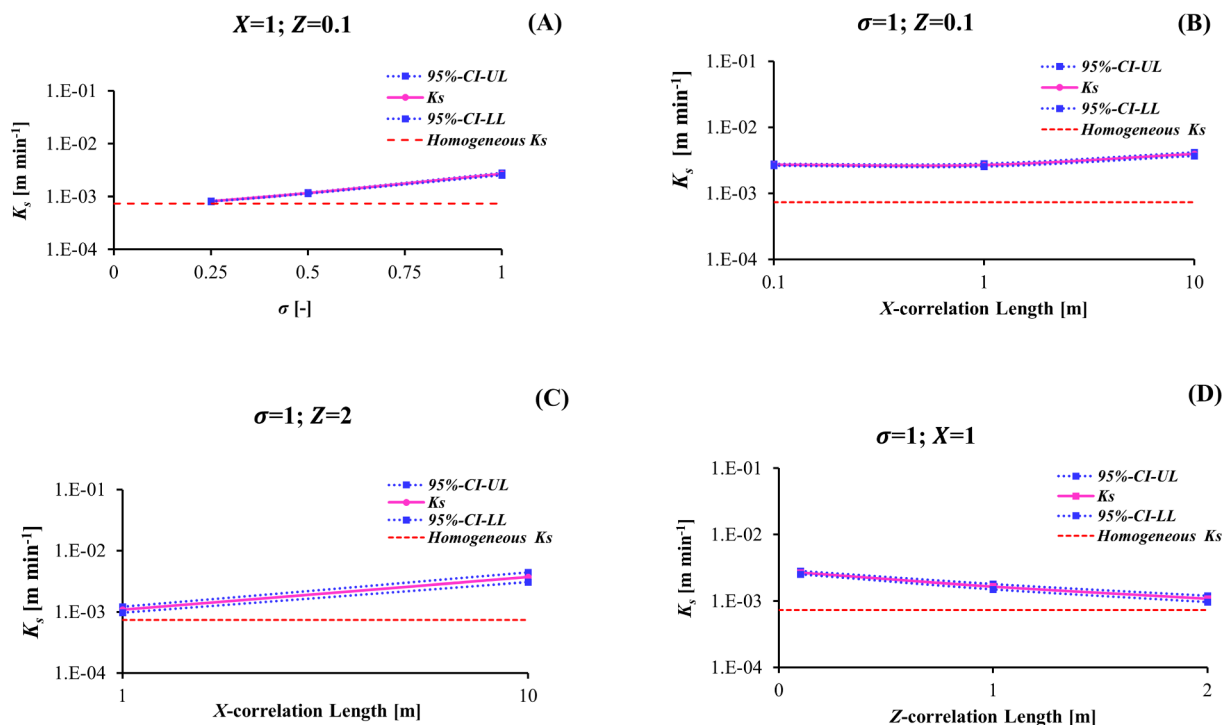 X=1; Z=0.1
(A)
95%-CI-UL
Ks
95%-CI-LL
Homogeneous Ks
1.E-01
1.E-02
1.E-03
1.E-04
Ks [m min-1]
0 0.25 0.5 0.75 1
σ [-]
σ=1; Z=0.1
(B)
95%-CI-UL
Ks
95%-CI-LL
Homogeneous Ks
1.E-01
1.E-02
1.E-03
1.E-04
Ks [m min-1]
0.1 1 10
X-correlation Length [m]
σ=1; Z=2
(C)
95%-CI-UL
Ks
95%-CI-LL
Homogeneous Ks
1.E-01
1.E-02
1.E-03
1.E-04
Ks [m min-1]
1 10
X-correlation Length [m]
(D)
σ=1; X=1
95%-CI-UL
Ks
95%-CI-LL
Homogeneous Ks
1.E-01
1.E-02
1.E-03
1.E-04
Ks [m min-1]
0 1 2
Z-correlation Length [m]